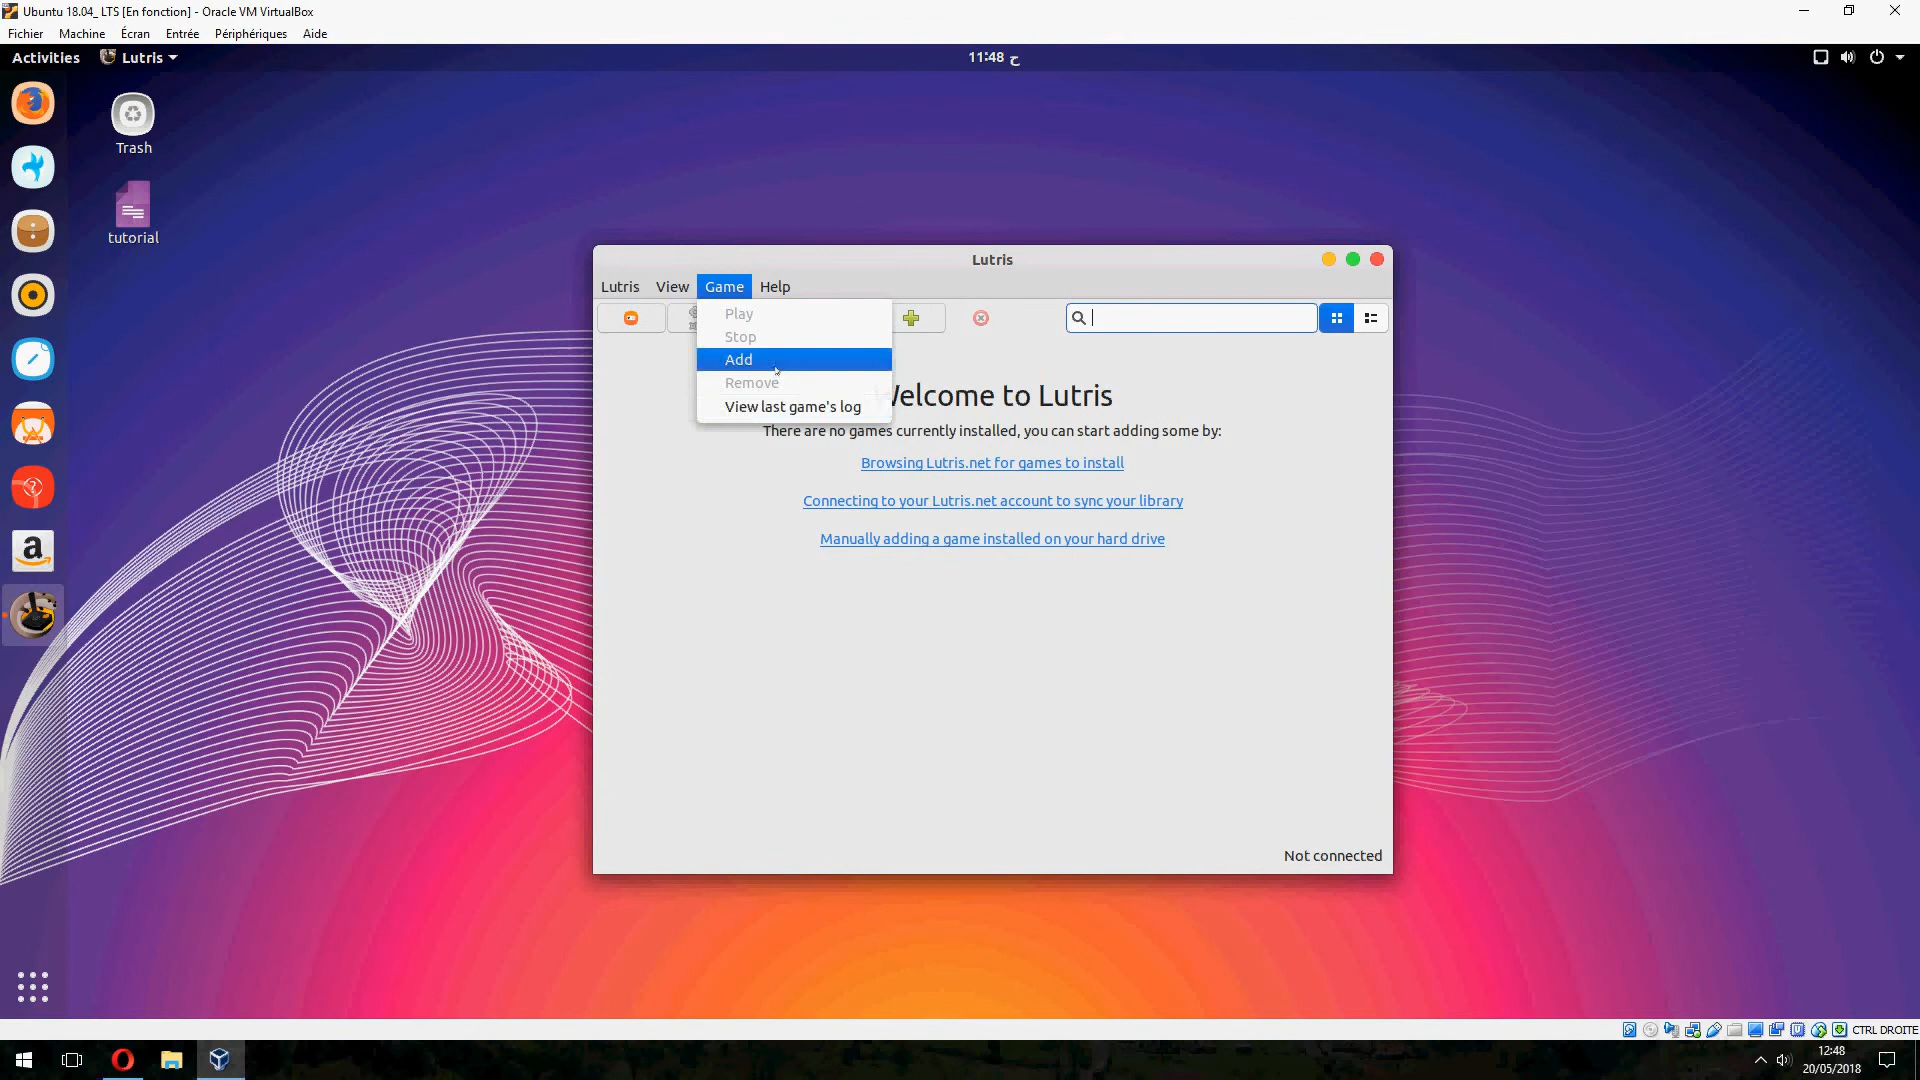 Ubuntu 18.04_ LTS [En fonction] - Oracle VM VirtualBox
Fichier Machine Écran Entrée Périphériques Aide
Activities Lutris 11:48 ح
Trash
tutorial
Lutris
Lutris View Game Help
Play
Stop
Add
Remove
View last game's log
Welcome to Lutris
There are no games currently installed, you can start adding some by:
Browsing Lutris.net for games to install
Connecting to your Lutris.net account to sync your library
Manually adding a game installed on your hard drive
Not connected
a
CTRL DROITE
12:48
20/05/2018